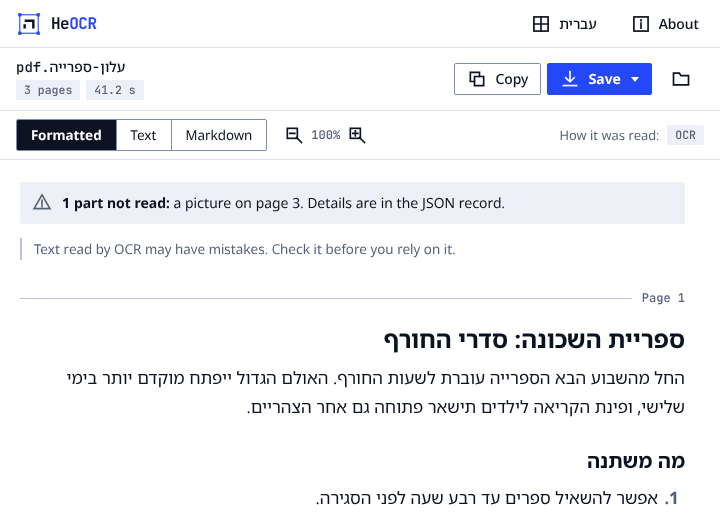 HeOCR
עברית
About
עלון-ספרייה.pdf
3 pages
41.2 s
Copy
Save
Formatted
Text
Markdown
100%
How it was read: OCR
1 part not read: a picture on page 3. Details are in the JSON record.
Text read by OCR may have mistakes. Check it before you rely on it.
Page 1
ספריית השכונה: סדרי החורף
החל מהשבוע הבא הספרייה עוברת לשעות החורף. האולם הגדול ייפתח מוקדם יותר בימי
שלישי, ופינת הקריאה לילדים תישאר פתוחה גם אחר הצהריים.
מה משתנה
1. אפשר להשאיל ספרים עד רבע שעה לפני הסגירה.